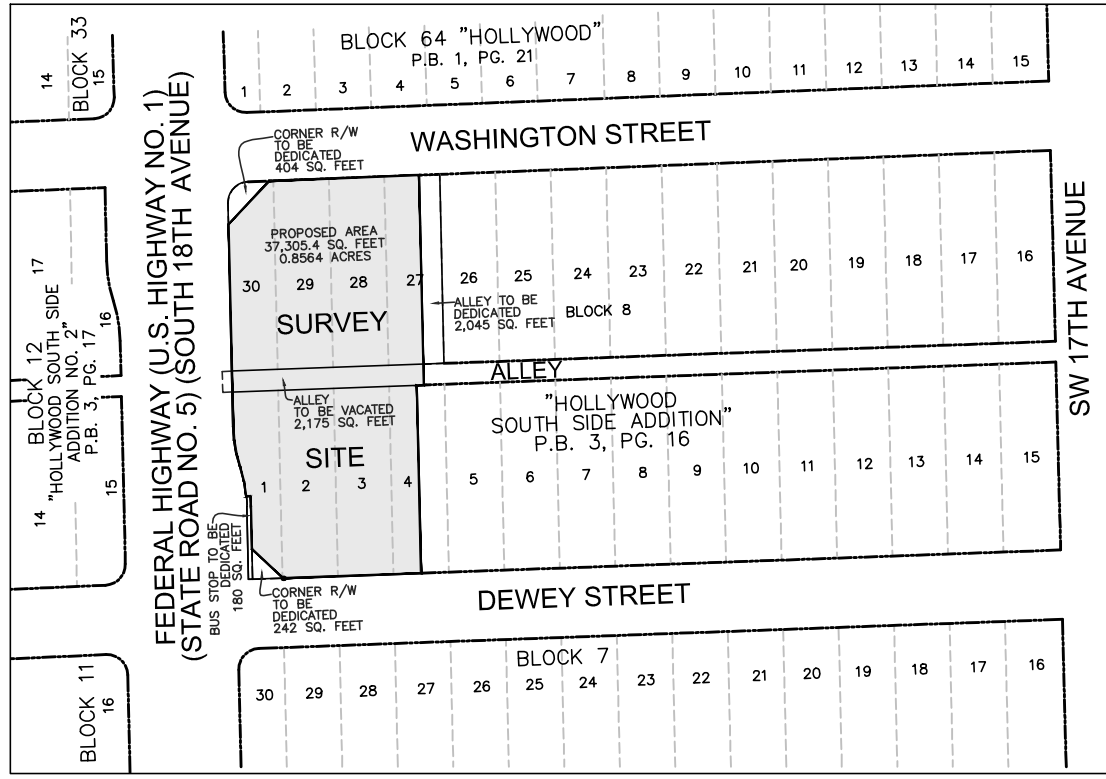 14
BLOCK 33
15
BLOCK 64 "HOLLYWOOD"
P.B. 1, PG. 21
1 2 3 4 5 6 7 8 9 10 11 12 13 14 15
WASHINGTON STREET
CORNER R/W
TO BE
DEDICATED
404 SQ. FEET
PROPOSED AREA
37,305.4 SQ. FEET
0.8564 ACRES
30 29 28 27 26 25 24 23 22 21 20 19 18 17 16
SURVEY
ALLEY TO BE
DEDICATED
2,045 SQ. FEET
BLOCK 8
ALLEY
ALLEY
TO BE VACATED
2,175 SQ. FEET
"HOLLYWOOD
SOUTH SIDE ADDITION"
P.B. 3, PG. 16
SITE
1 2 3 4 5 6 7 8 9 10 11 12 13 14 15
BUS STOP TO BE
DEDICATED
180 SQ. FEET
CORNER R/W
TO BE
DEDICATED
242 SQ. FEET
DEWEY STREET
BLOCK 7
30 29 28 27 26 25 24 23 22 21 20 19 18 17 16
FEDERAL HIGHWAY (U.S. HIGHWAY NO. 1)
(STATE ROAD NO. 5) (SOUTH 18TH AVENUE)
SW 17TH AVENUE
17
16
BLOCK 12
"HOLLYWOOD SOUTH SIDE
ADDITION NO. 2"
P.B. 3, PG. 17
14
15
BLOCK 11
16